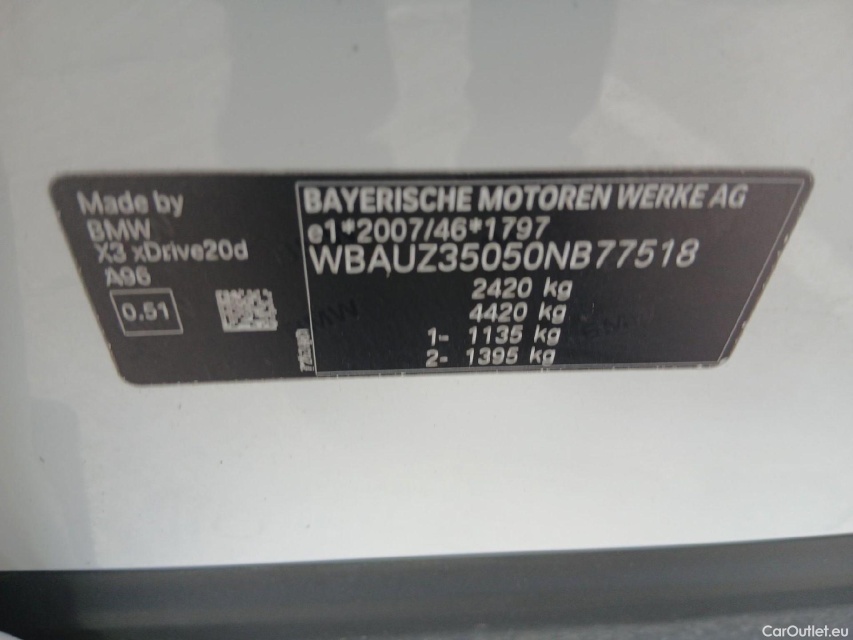 Made by
BMW
X3 xDrive20d
A96
0.51
BAYERISCHE MOTOREN WERKE AG
e1*2007/46*1797
WBAUZ35050NB77518
2420 kg
4420 kg
1- 1135 kg
2- 1395 kg
CarOutlet.eu